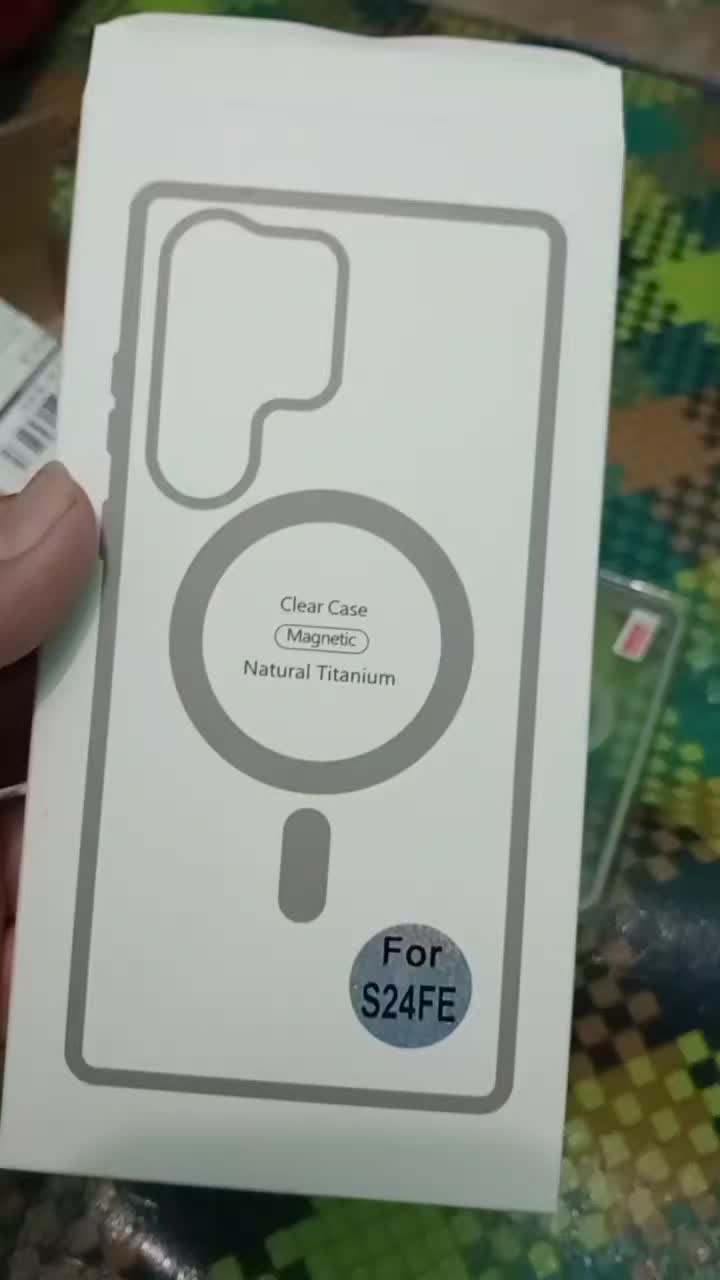 Clear Case
Magnetic
Natural Titanium
For
S24FE